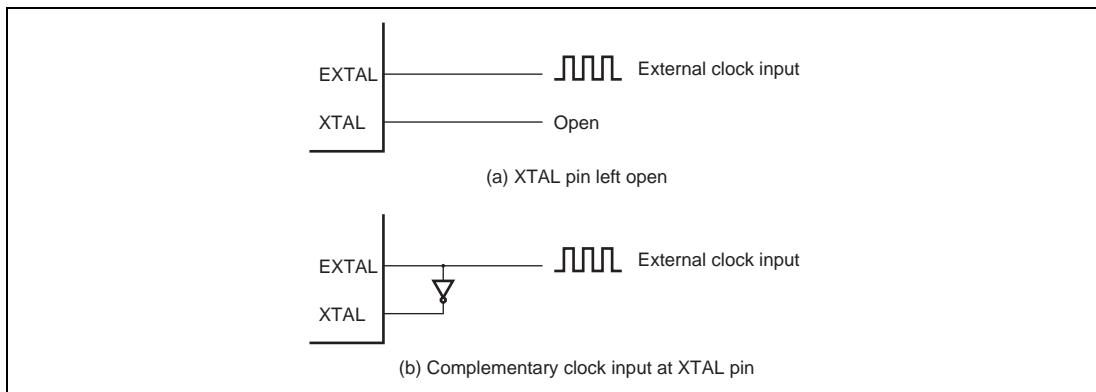 EXTAL External clock input
XTAL Open
(a) XTAL pin left open
EXTAL External clock input
XTAL
(b) Complementary clock input at XTAL pin